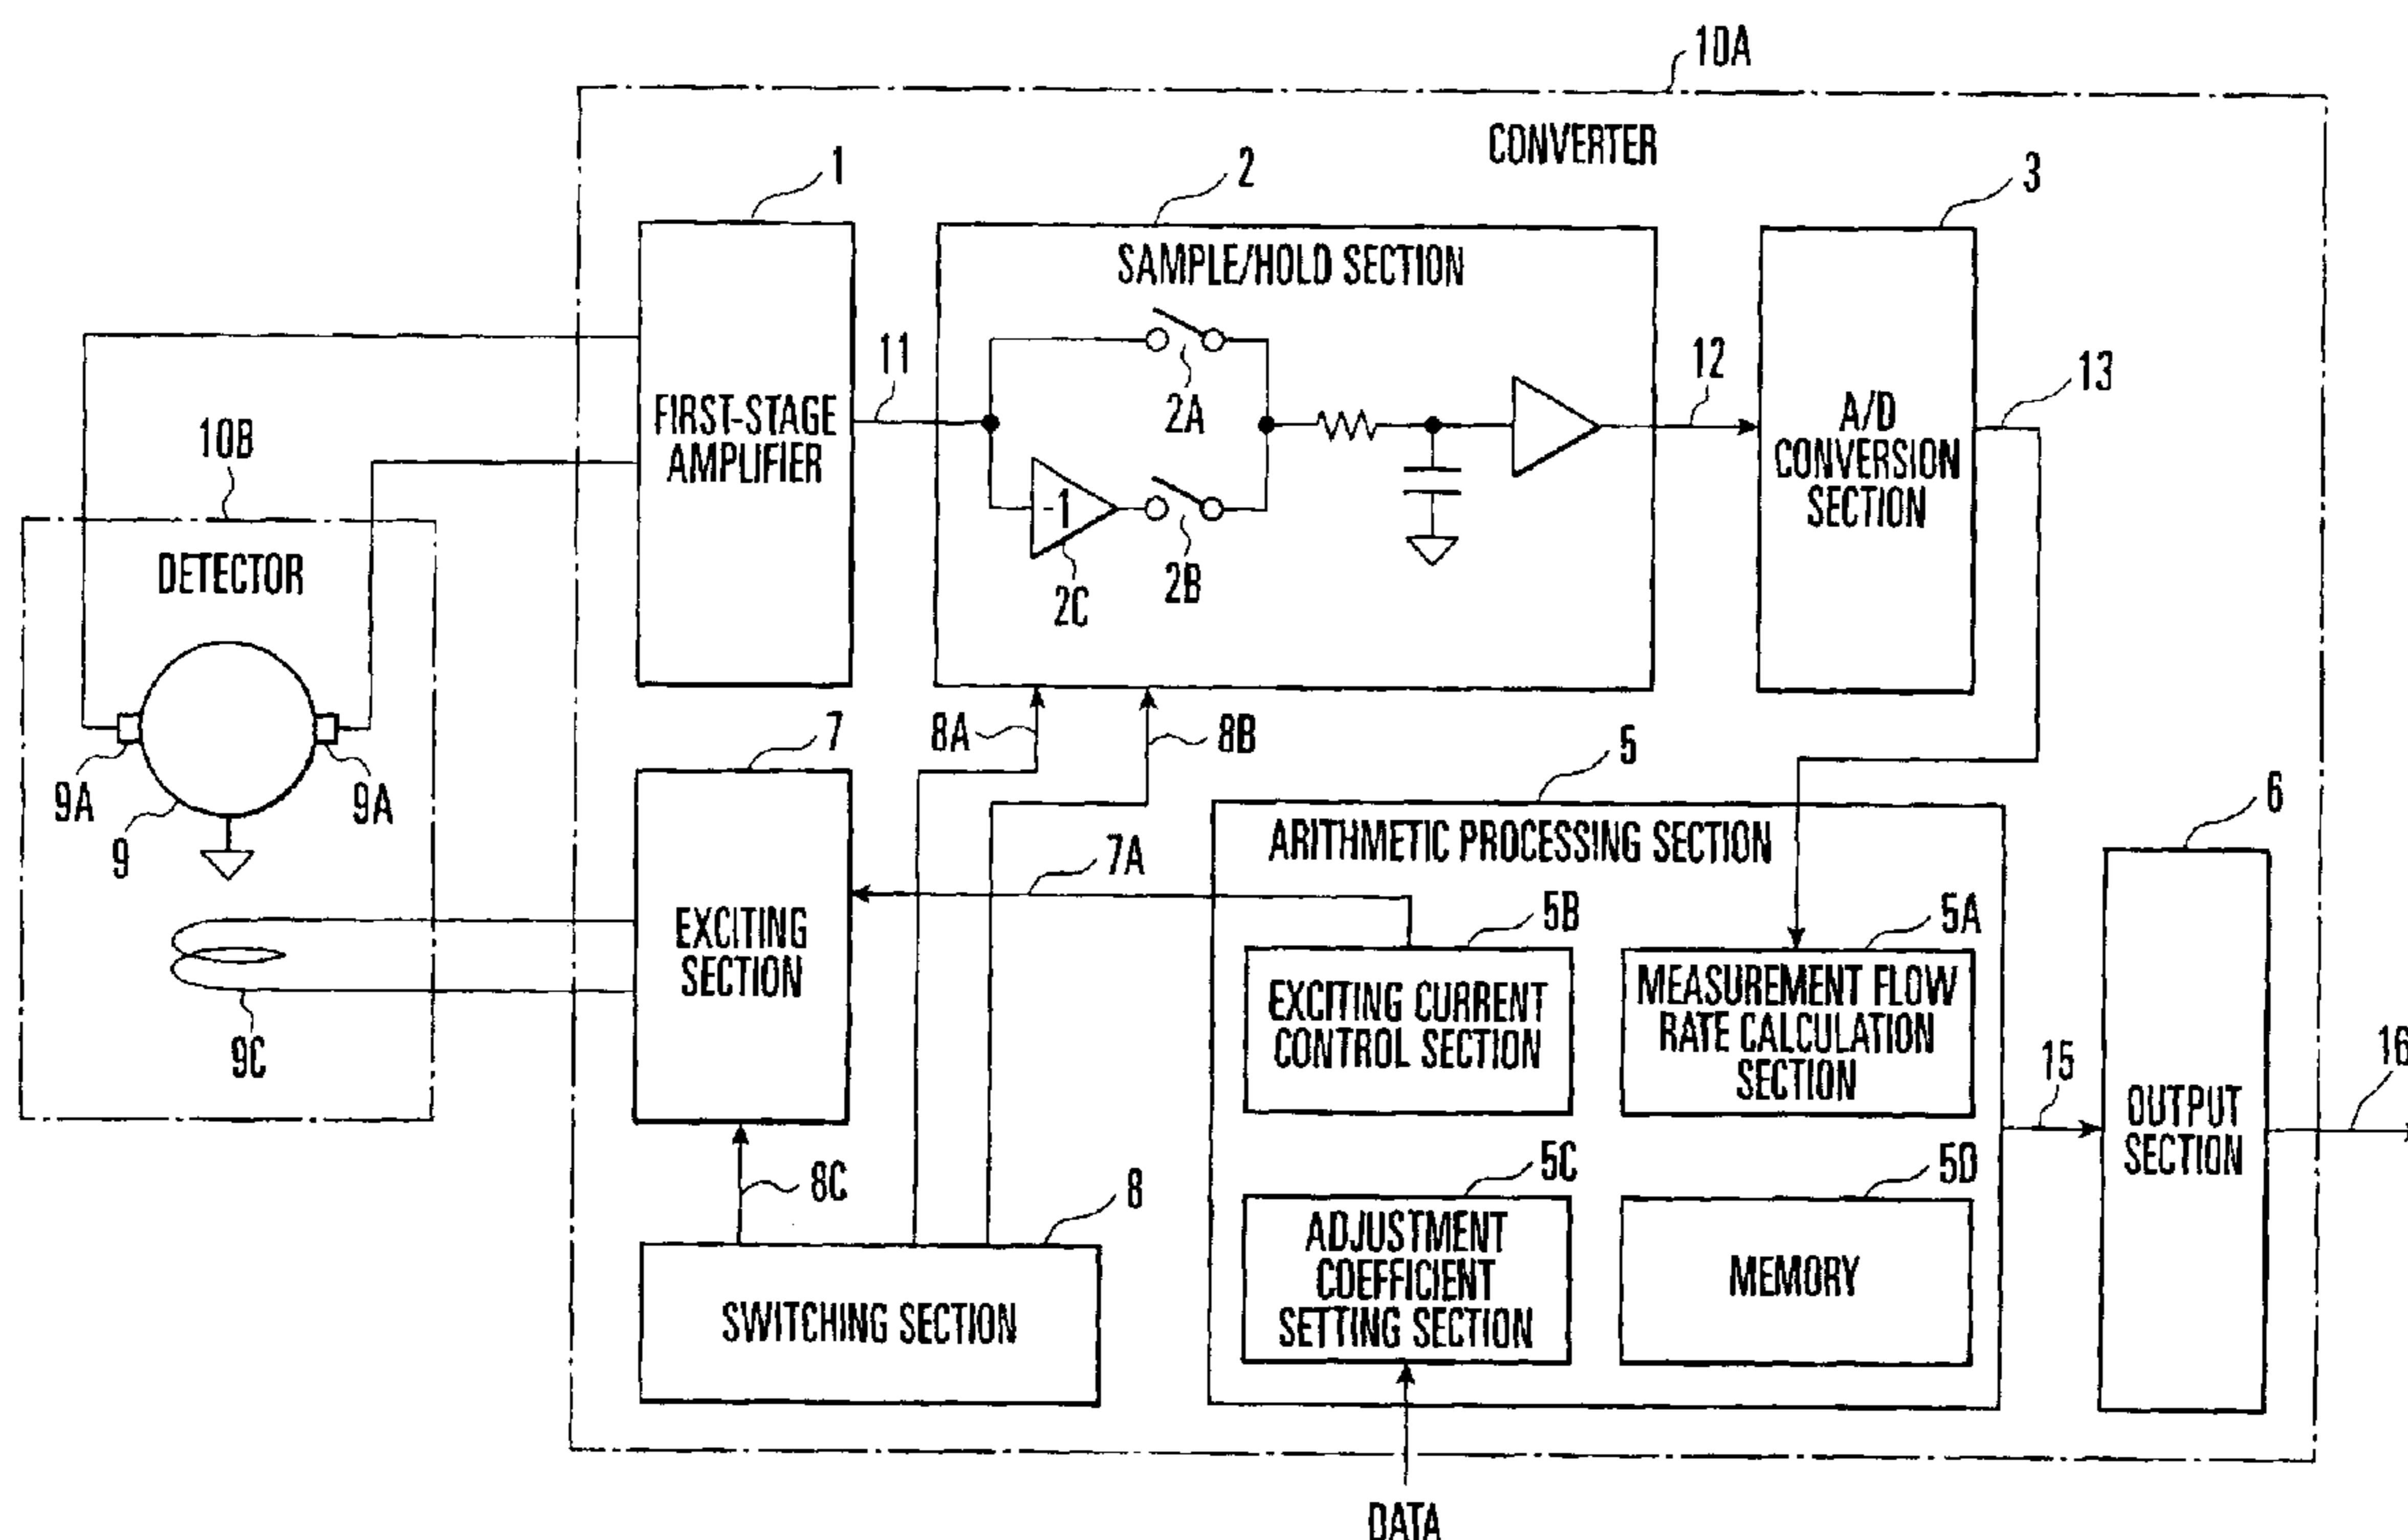 10A
CONVERTER
1
2
3
SAMPLE/HOLD SECTION
11
2A
12
13
FIRST-STAGE
AMPLIFIER
A/D
CONVERSION
SECTION
10B
-1
2C
2B
DETECTOR
9A
9
9A
7
8A
8B
5
6
ARITHMETIC PROCESSING SECTION
7A
5B
5A
EXCITING
SECTION
EXCITING CURRENT
CONTROL SECTION
MEASUREMENT FLOW
RATE CALCULATION
SECTION
9C
15
16
OUTPUT
SECTION
8C
8
5C
5D
SWITCHING SECTION
ADJUSTMENT
COEFFICIENT
SETTING SECTION
MEMORY
DATA